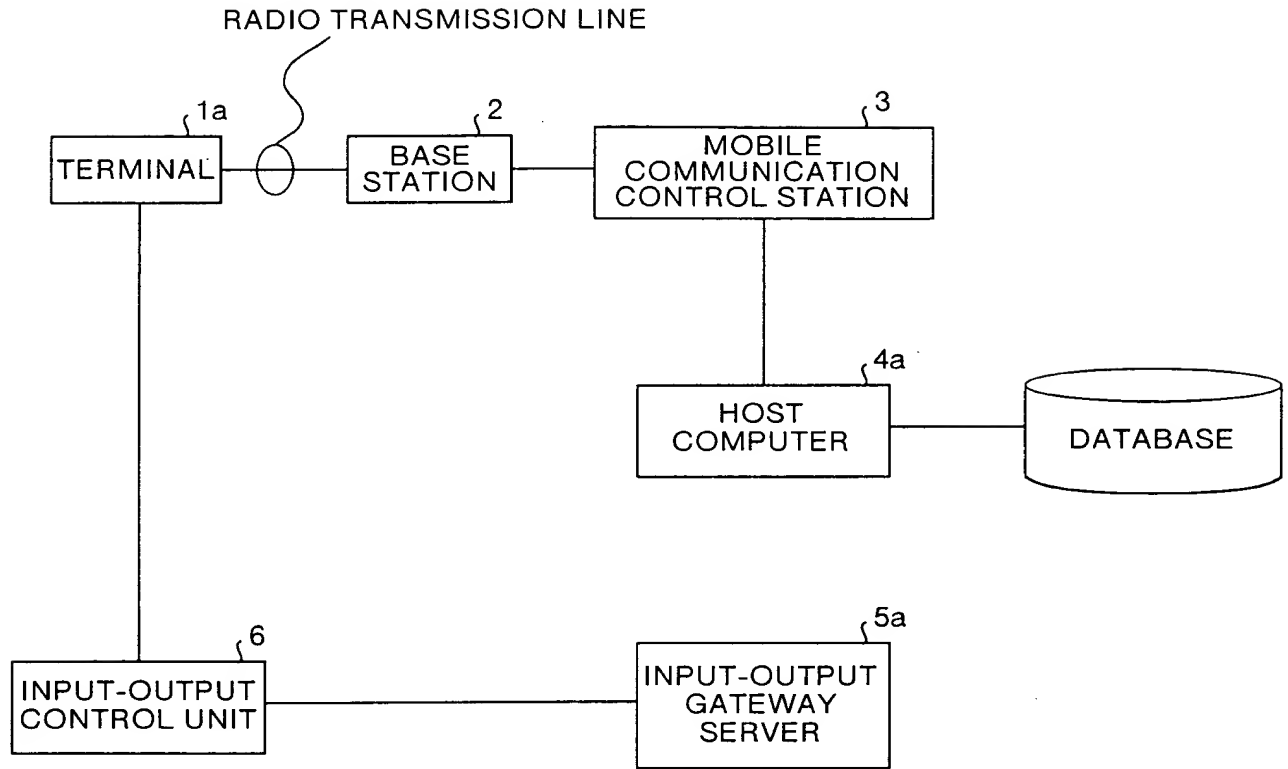 RADIO TRANSMISSION LINE
1a
TERMINAL
2
BASE
STATION
3
MOBILE
COMMUNICATION
CONTROL STATION
4a
HOST
COMPUTER
DATABASE
6
INPUT-OUTPUT
CONTROL UNIT
5a
INPUT-OUTPUT
GATEWAY
SERVER